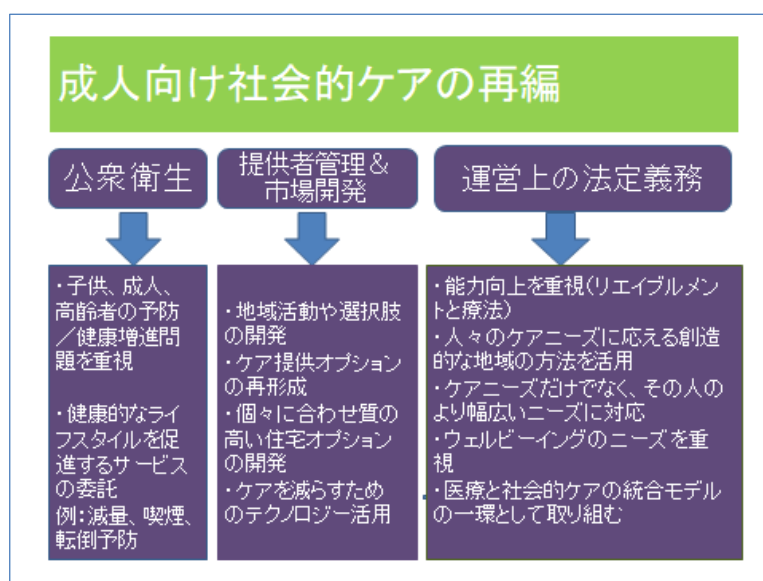 成人向け社会的ケアの再編
公衆衛生
提供者管理&
市場開発
運営上の法定義務
・子供、成人、
高齢者の予防
／健康増進問
題を重視
・健康的なライ
フスタイルを促
進するサービス
の委託
例:減量、喫煙、
転倒予防
・地域活動や選択肢
の開発
・ケア提供オプション
の再形成
・個々に合わせ質の
高い住宅オプション
の開発
・ケアを減らすため
のテクノロジー活用
・能力向上を重視(リエイブルメン
トと療法)
・人々のケアニーズに応える創造
的な地域の方法を活用
・ケアニーズだけでなく、その人の
より幅広いニーズに対応
・ウェルビーイングのニーズを重
視
・医療と社会的ケアの統合モデル
の一環として取り組む